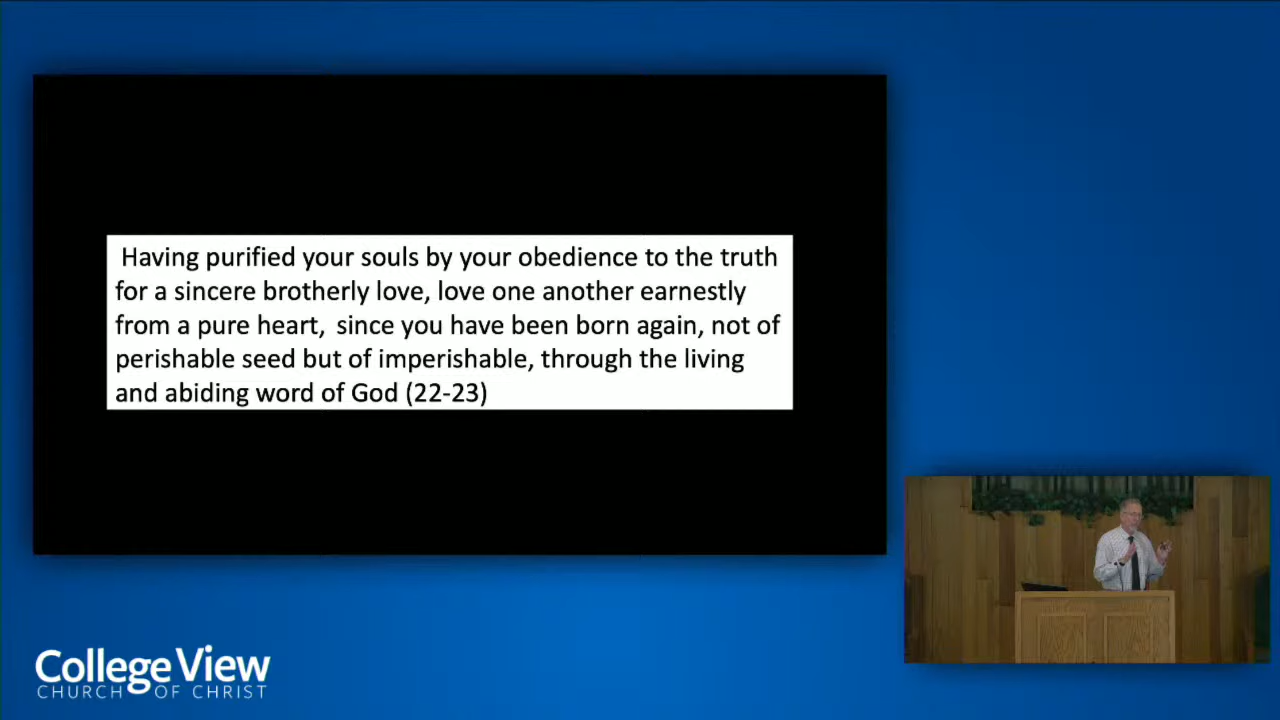 Having purified your souls by your obedience to the truth
for a sincere brotherly love, love one another earnestly
from a pure heart, since you have been born again, not of
perishable seed but of imperishable, through the living
and abiding word of God (22-23)
College View
CHURCH OF CHRIST